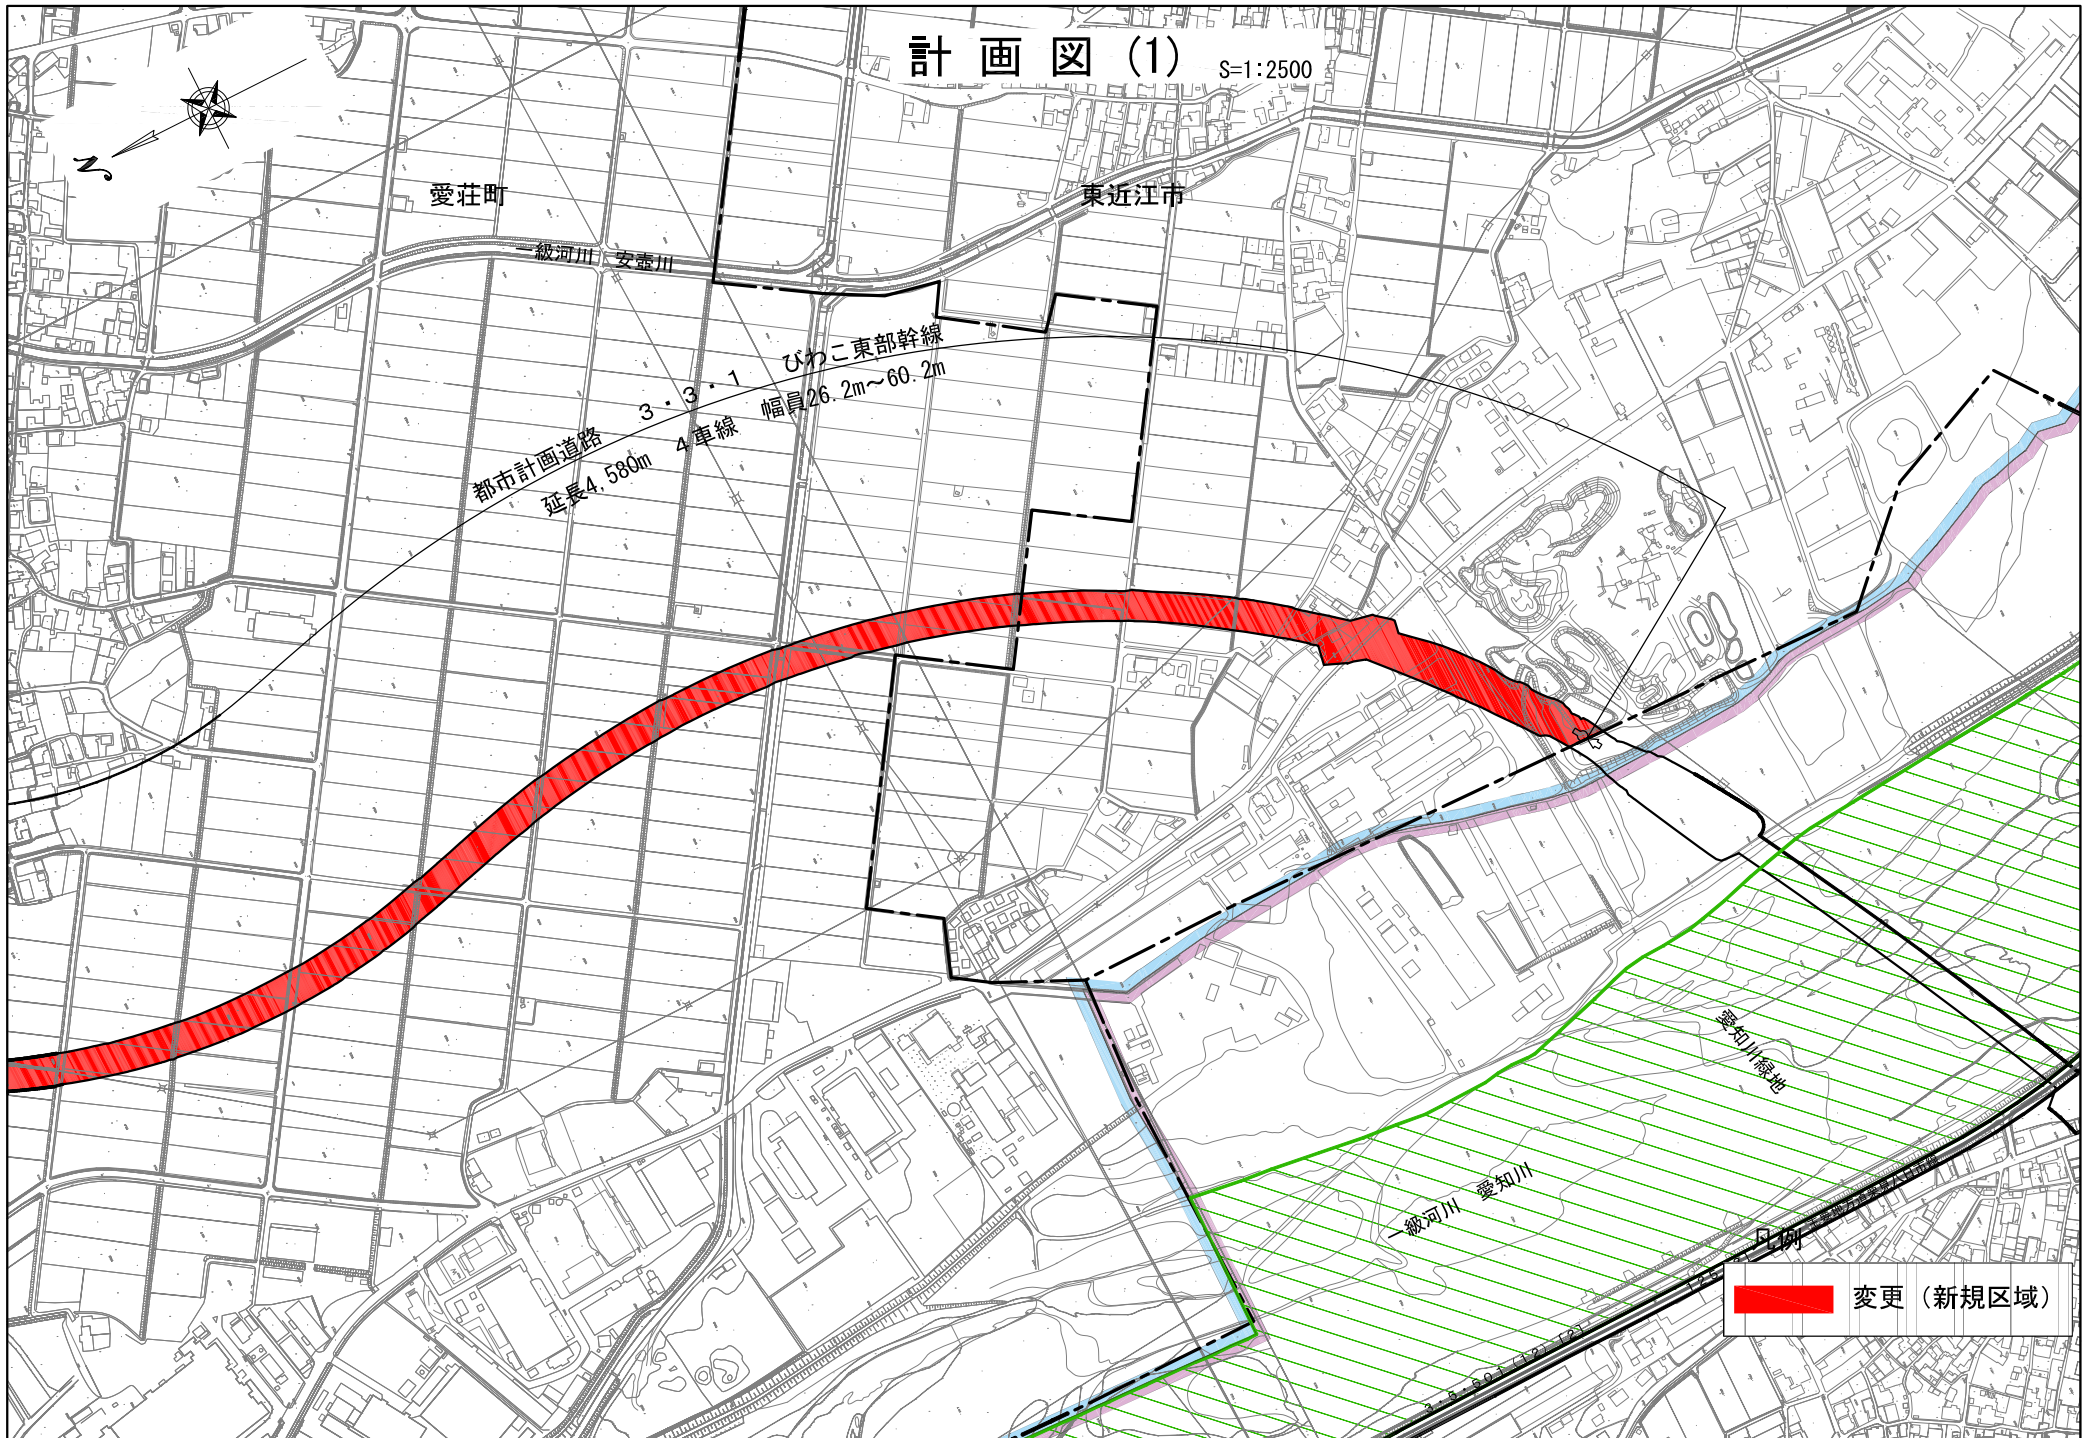 計画図(1) S=1:2500
N
愛荘町
東近江市
一級河川 安壺川
都市計画道路 3・3・1 びわこ東部幹線
延長4,580m 4車線 幅員26.2m～60.2m
愛知川緑地
一級河川 愛知川
凡例
変更（新規区域）